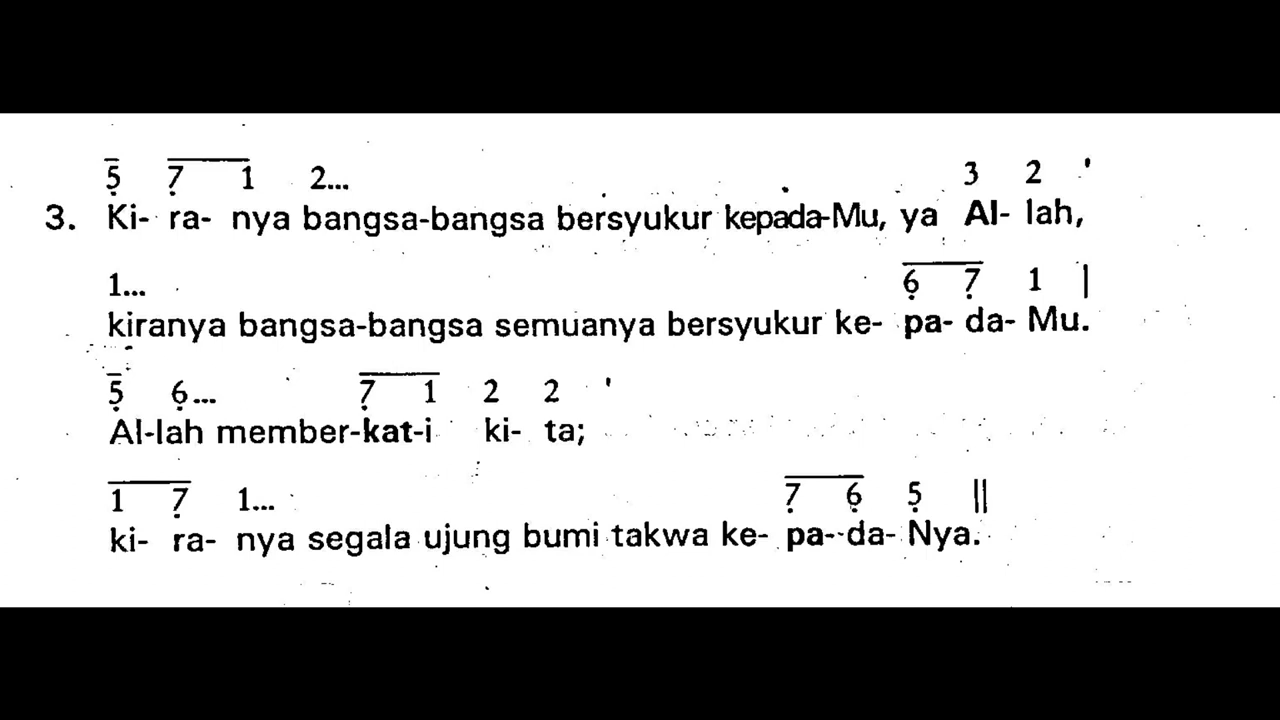 5̣ 7̣ 1 2... 3 2 '
3. Ki- ra- nya bangsa-bangsa bersyukur kepada-Mu, ya Al- lah,
1... 6̣ 7̣ 1 |
kiranya bangsa-bangsa semuanya bersyukur ke- pa- da- Mu.
5̣ 6̣... 7̣ 1 2 2 '
Al-lah member-kat-i ki- ta;
1 7̣ 1... 7̣ 6̣ 5̣ ||
ki- ra- nya segala ujung bumi takwa ke- pa- da- Nya.